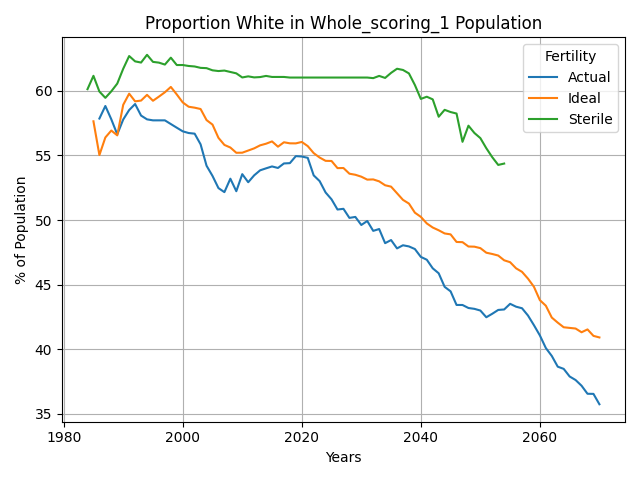 Proportion White in Whole_scoring_1 Population
% of Population
60
55
50
45
40
35
1980
2000
2020
2040
2060
Years
Fertility
Actual
Ideal
Sterile